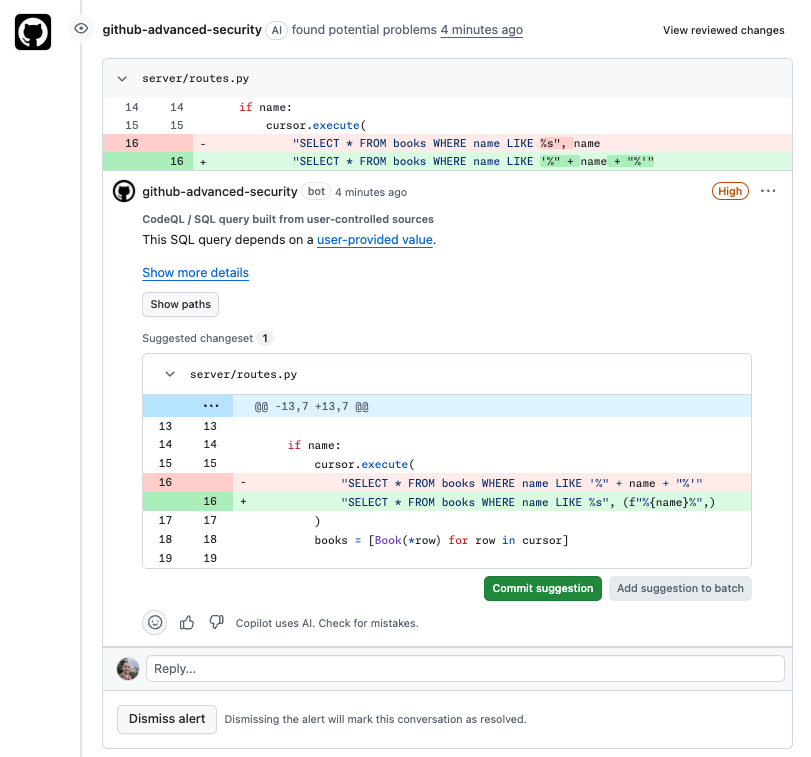 github-advanced-security AI found potential problems 4 minutes ago View reviewed changes
server/routes.py
14 14 if name:
15 15 cursor.execute(
16 - "SELECT * FROM books WHERE name LIKE %s", name
16 + "SELECT * FROM books WHERE name LIKE '%" + name + "%'"
github-advanced-security bot 4 minutes ago High ...
CodeQL / SQL query built from user-controlled sources
This SQL query depends on a user-provided value.
Show more details
Show paths
Suggested changeset 1
server/routes.py
... @@ -13,7 +13,7 @@
13 13
14 14 if name:
15 15 cursor.execute(
16 - "SELECT * FROM books WHERE name LIKE '%" + name + "%'"
16 + "SELECT * FROM books WHERE name LIKE %s", (f"%{name}%",)
17 17 )
18 18 books = [Book(*row) for row in cursor]
19 19
Commit suggestion Add suggestion to batch
Copilot uses AI. Check for mistakes.
Reply...
Dismiss alert Dismissing the alert will mark this conversation as resolved.